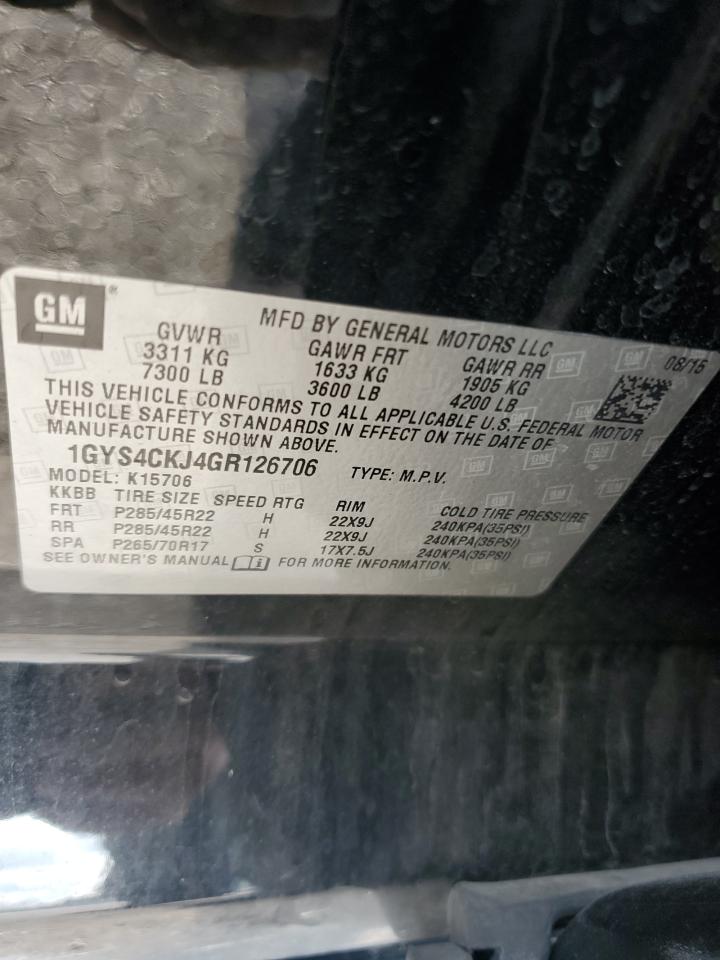 GM®
MFD BY GENERAL MOTORS LLC
08/15
GVWR GAWR FRT GAWR RR
3311 KG 1633 KG 1905 KG
7300 LB 3600 LB 4200 LB
THIS VEHICLE CONFORMS TO ALL APPLICABLE U.S. FEDERAL MOTOR
VEHICLE SAFETY STANDARDS IN EFFECT ON THE DATE OF
MANUFACTURE SHOWN ABOVE.
1GYS4CKJ4GR126706 TYPE: M.P.V.
MODEL: K15706
KKBB TIRE SIZE SPEED RTG RIM COLD TIRE PRESSURE
FRT P285/45R22 H 22X9J 240KPA(35PSI)
RR P285/45R22 H 22X9J 240KPA(35PSI)
SPA P265/70R17 S 17X7.5J 240KPA(35PSI)
SEE OWNER'S MANUAL FOR MORE INFORMATION.